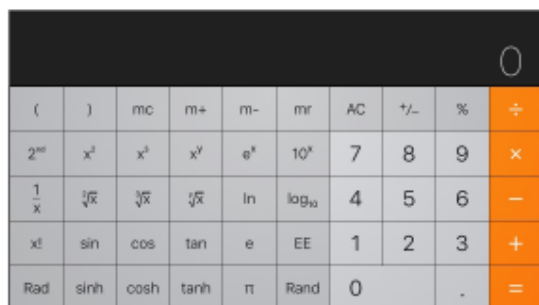 0
( ) mc m+ m- mr AC +/- % ÷
2ⁿᵈ x² x³ xʸ eˣ 10ˣ 7 8 9 ×
1/x ²√x ³√x ʸ√x ln log₁₀ 4 5 6 −
x! sin cos tan e EE 1 2 3 +
Rad sinh cosh tanh π Rand 0 . =